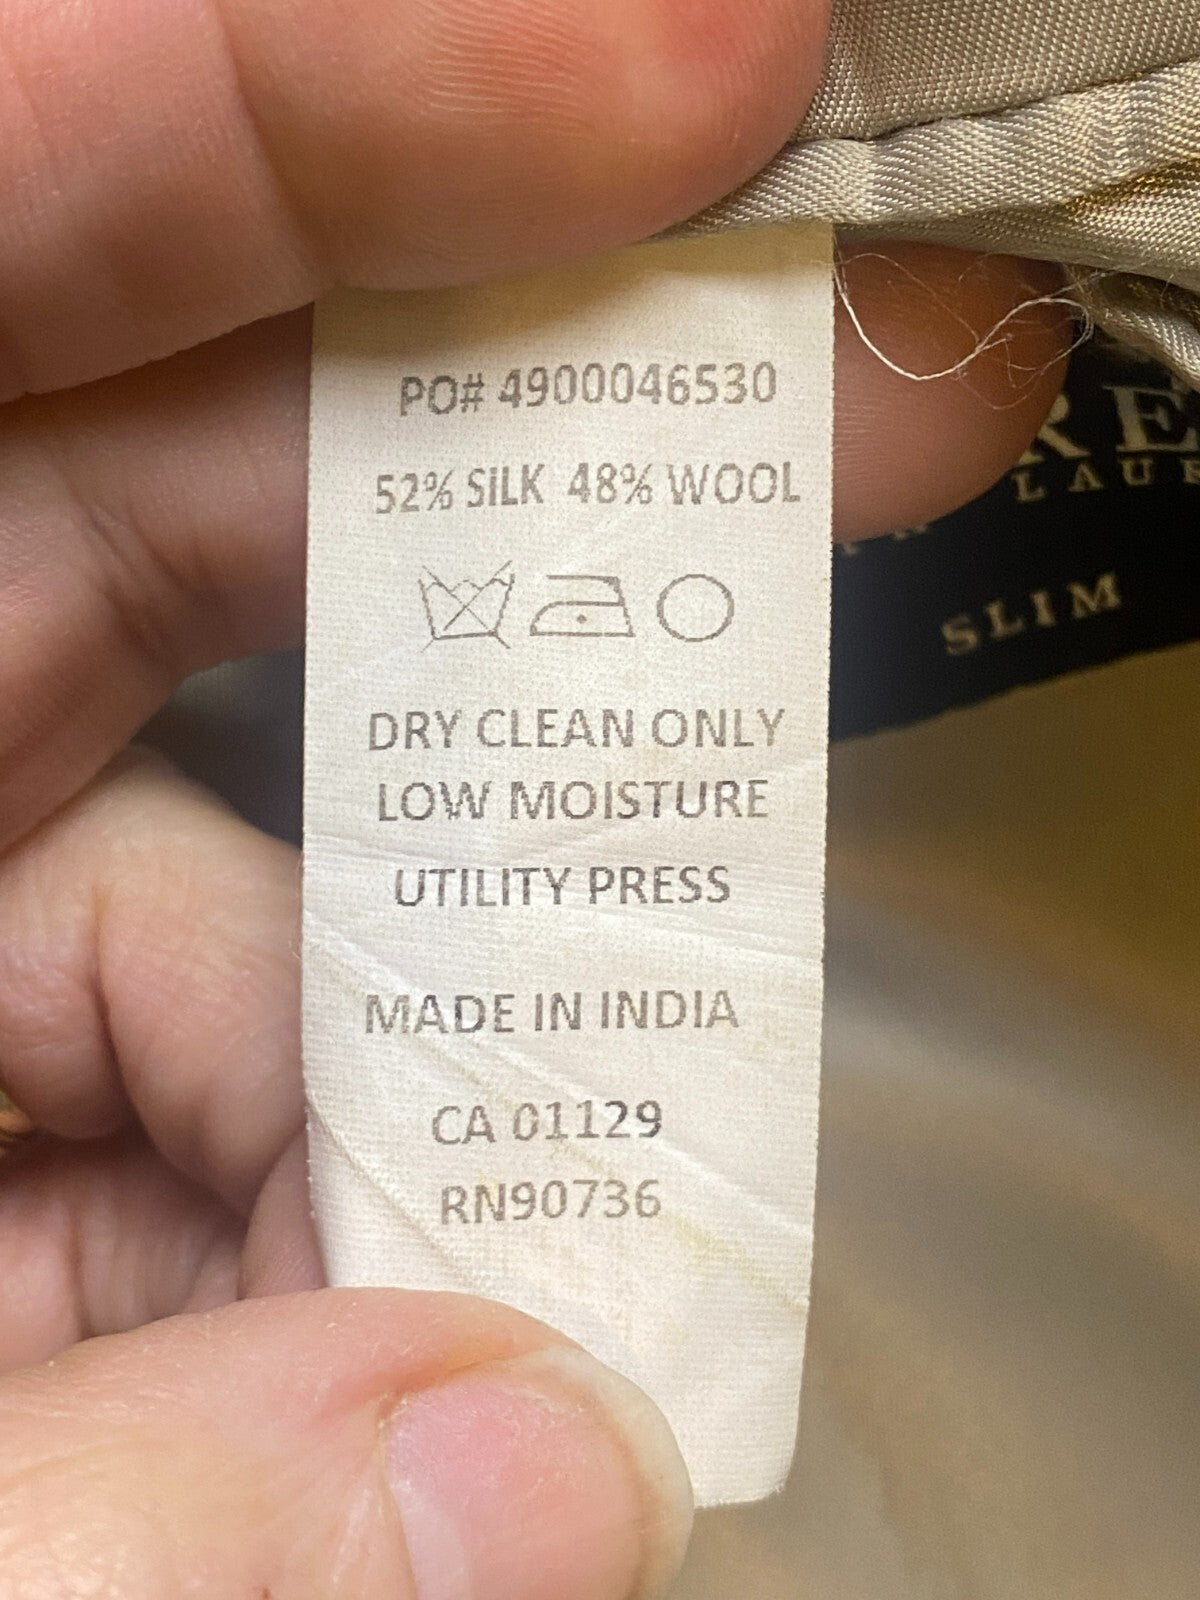 PO# 4900046530
52% SiLK 48% WOOL
DRY CLEAN ONLY
LOW MOISTURE
UTILITY PRESS
MADE IN INDIA
CA 01129
RN90736
SLIM